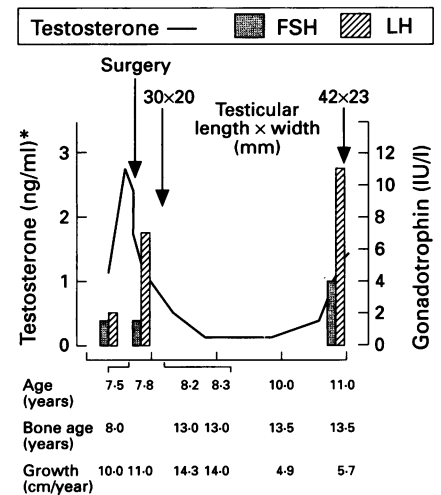 Testosterone — FSH LH
Surgery
30×20
42×23
Testicular
length × width
(mm)
Testosterone (ng/ml)*
3
2
1
0
Gonadotrophin (IU/l)
12
10
8
6
4
2
0
Age 7·5 7·8 8·2 8·3 10·0 11·0
(years)
Bone age 8·0 13·0 13·0 13·5 13·5
(years)
Growth 10·0 11·0 14·3 14·0 4·9 5·7
(cm/year)